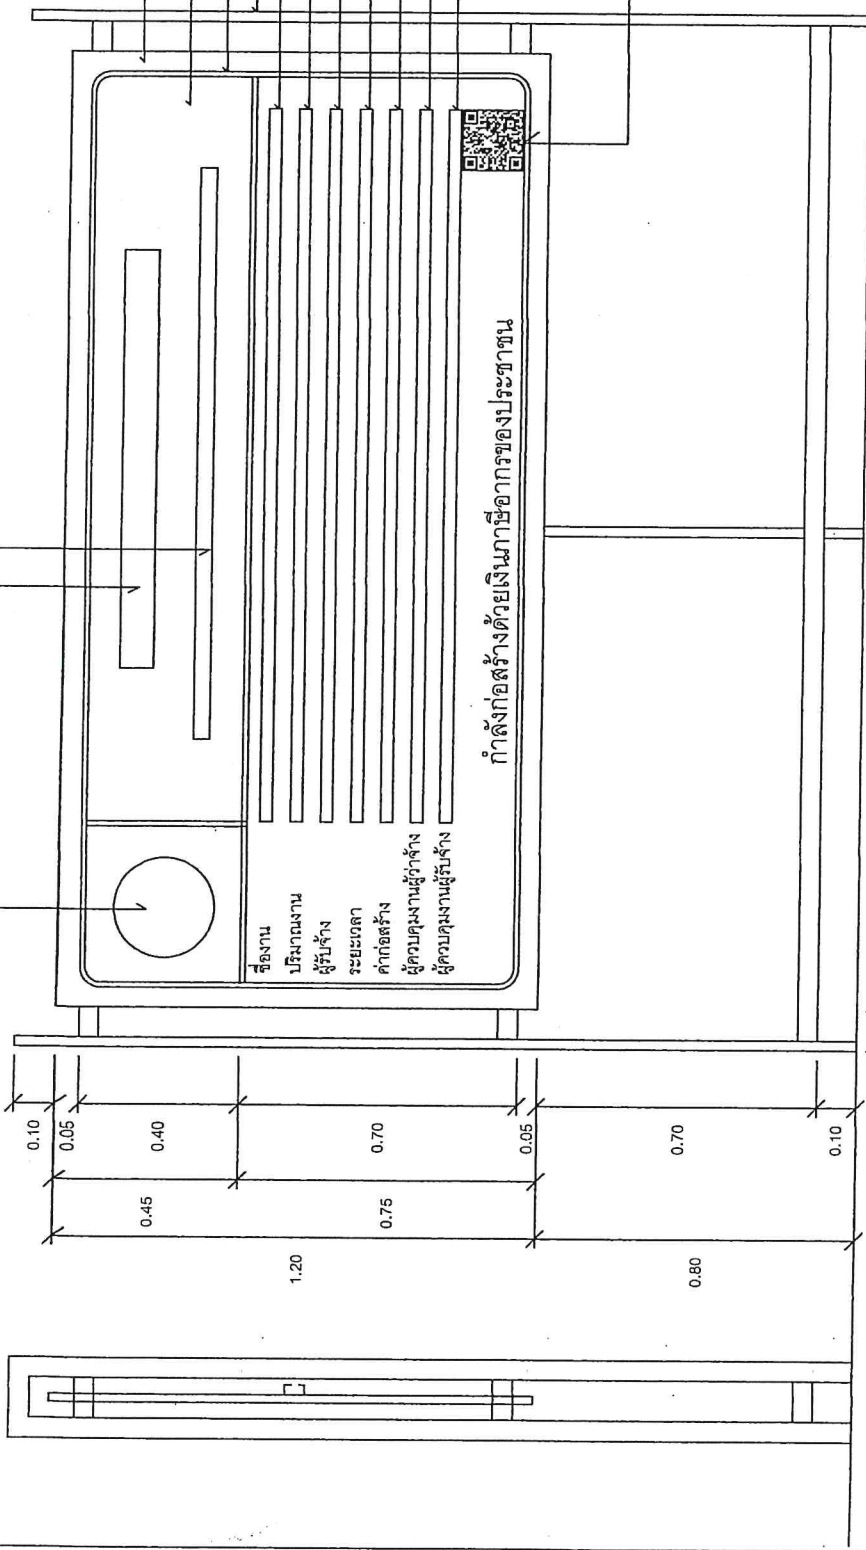 ชื่องาน
ปริมาณงาน
ผู้รับจ้าง
ระยะเวลา
ค่าก่อสร้าง
ผู้ควบคุมงานผู้ว่าจ้าง
ผู้ควบคุมงานผู้รับจ้าง
กำลังก่อสร้างด้วยเงินภาษีอากรของประชาชน
0.10
0.05
0.40
0.70
0.05
0.70
0.10
0.45
0.75
1.20
0.80